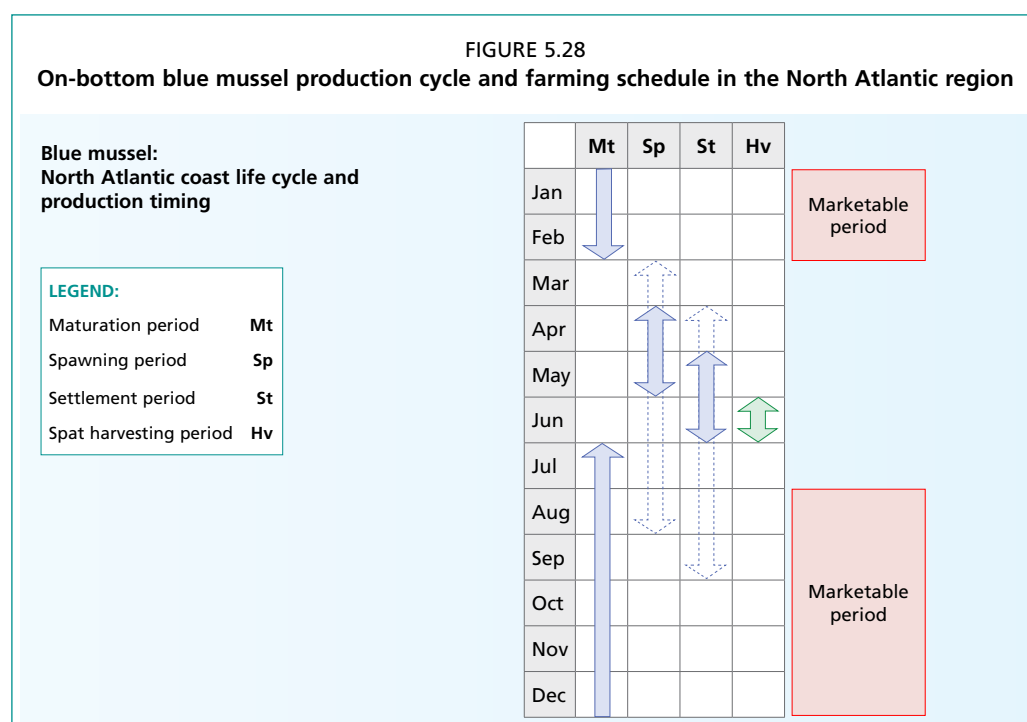 FIGURE 5.28
On-bottom blue mussel production cycle and farming schedule in the North Atlantic region
Blue mussel:
North Atlantic coast life cycle and
production timing
LEGEND:
Maturation period Mt
Spawning period Sp
Settlement period St
Spat harvesting period Hv
Mt Sp St Hv
Jan
Feb
Mar
Apr
May
Jun
Jul
Aug
Sep
Oct
Nov
Dec
Marketable
period
Marketable
period